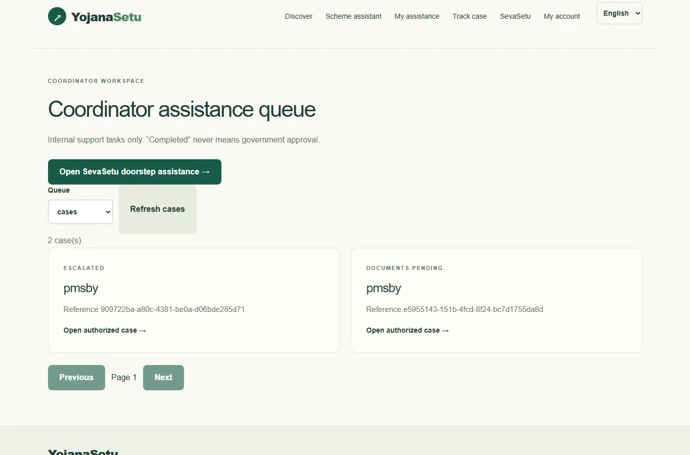 YojanaSetu
Discover Scheme assistant My assistance Track case SevaSetu My account English
COORDINATOR WORKSPACE
Coordinator assistance queue
Internal support tasks only. "Completed" never means government approval.
Open SevaSetu doorstep assistance →
Queue
cases
Refresh cases
2 case(s)
ESCALATED
pmsby
Reference 909722ba-a80c-4381-be0a-d06bde285d71
Open authorized case →
DOCUMENTS PENDING
pmsby
Reference e5955143-151b-4fcd-8f24-bc7d1755da8d
Open authorized case →
Previous Page 1 Next
YojanaSetu